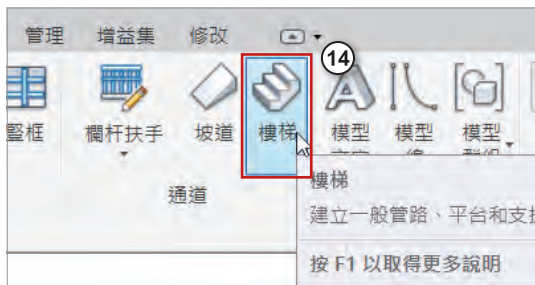 管理 增益集 修改
14
豎框 欄杆扶手 坡道 樓梯 模型 模型 模型
通道
樓梯
建立一般管路、平台和支
按 F1 以取得更多說明